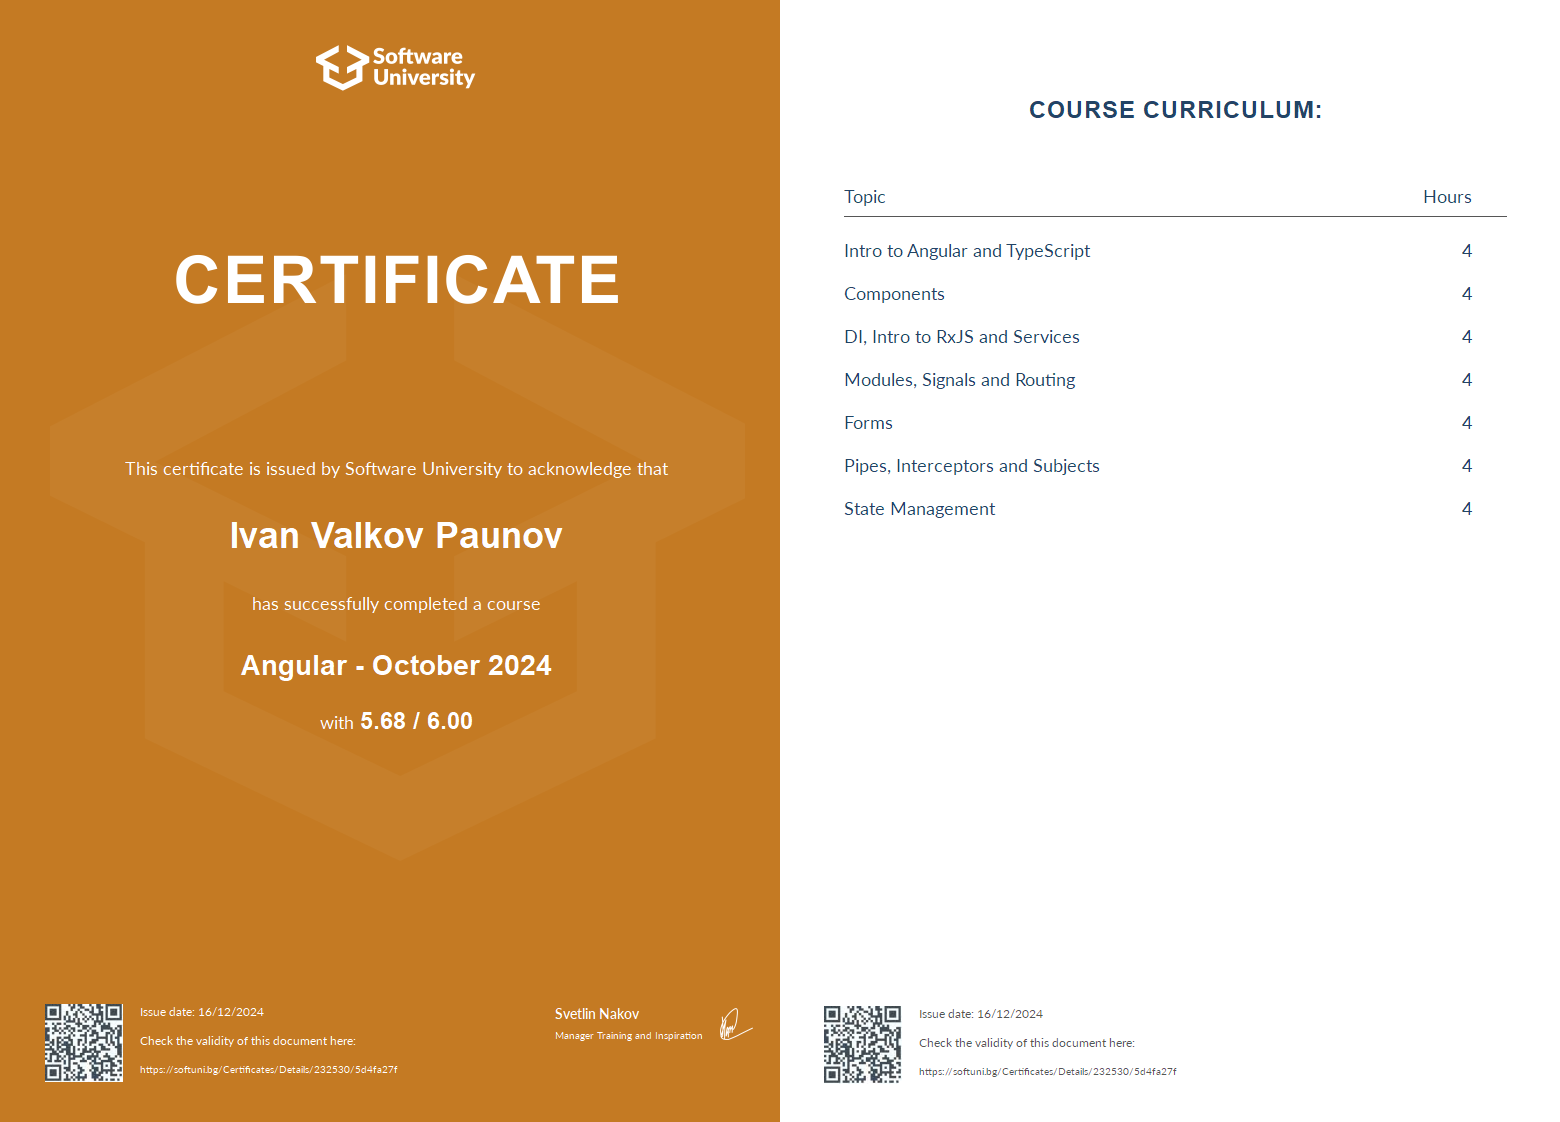 Software
University
CERTIFICATE
This certificate is issued by Software University to acknowledge that
Ivan Valkov Paunov
has successfully completed a course
Angular - October 2024
with 5.68 / 6.00
Issue date: 16/12/2024
Check the validity of this document here:
https://softuni.bg/Certificates/Details/232530/5d4fa27f
Svetlin Nakov
Manager Training and Inspiration
COURSE CURRICULUM:
Topic Hours
Intro to Angular and TypeScript 4
Components 4
DI, Intro to RxJS and Services 4
Modules, Signals and Routing 4
Forms 4
Pipes, Interceptors and Subjects 4
State Management 4
Issue date: 16/12/2024
Check the validity of this document here:
https://softuni.bg/Certificates/Details/232530/5d4fa27f